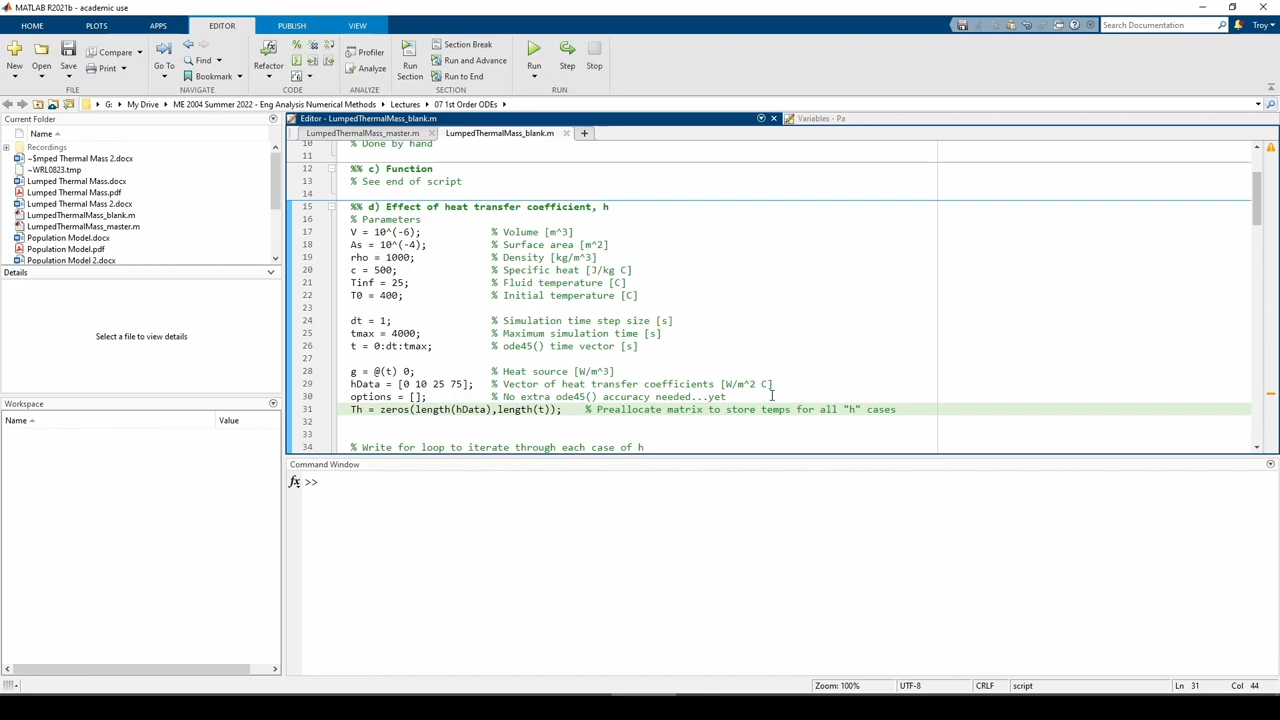 MATLAB R2021b - academic use
HOME PLOTS APPS EDITOR PUBLISH VIEW Search Documentation Troy
New Open Save Compare Print Go To Find Bookmark Refactor Profiler Analyze Run Section Section Break Run and Advance Run to End Run Step Stop
FILE NAVIGATE CODE ANALYZE SECTION RUN
G: My Drive ME 2004 Summer 2022 - Eng Analysis Numerical Methods Lectures 07 1st Order ODEs
Current Folder
Name
Recordings
~$mped Thermal Mass 2.docx
~WRL0823.tmp
Lumped Thermal Mass.docx
Lumped Thermal Mass.pdf
Lumped Thermal Mass 2.docx
LumpedThermalMass_blank.m
LumpedThermalMass_master.m
Population Model.docx
Population Model.pdf
Population Model 2.docx
Details
Select a file to view details
Workspace
Name Value
Editor - LumpedThermalMass_blank.m Variables - Pa
LumpedThermalMass_master.m LumpedThermalMass_blank.m
10 % Done by hand
11
12 %% c) Function
13 % See end of script
14
15 %% d) Effect of heat transfer coefficient, h
16 % Parameters
17 V = 10^(-6); % Volume [m^3]
18 As = 10^(-4); % Surface area [m^2]
19 rho = 1000; % Density [kg/m^3]
20 c = 500; % Specific heat [J/kg C]
21 Tinf = 25; % Fluid temperature [C]
22 T0 = 400; % Initial temperature [C]
23
24 dt = 1; % Simulation time step size [s]
25 tmax = 4000; % Maximum simulation time [s]
26 t = 0:dt:tmax; % ode45() time vector [s]
27
28 g = @(t) 0; % Heat source [W/m^3]
29 hData = [0 10 25 75]; % Vector of heat transfer coefficients [W/m^2 C]
30 options = []; % No extra ode45() accuracy needed...yet
31 Th = zeros(length(hData),length(t)); % Preallocate matrix to store temps for all "h" cases
32
33
34 % Write for loop to iterate through each case of h
Command Window
fx >>
Zoom: 100% UTF-8 CRLF script Ln 31 Col 44